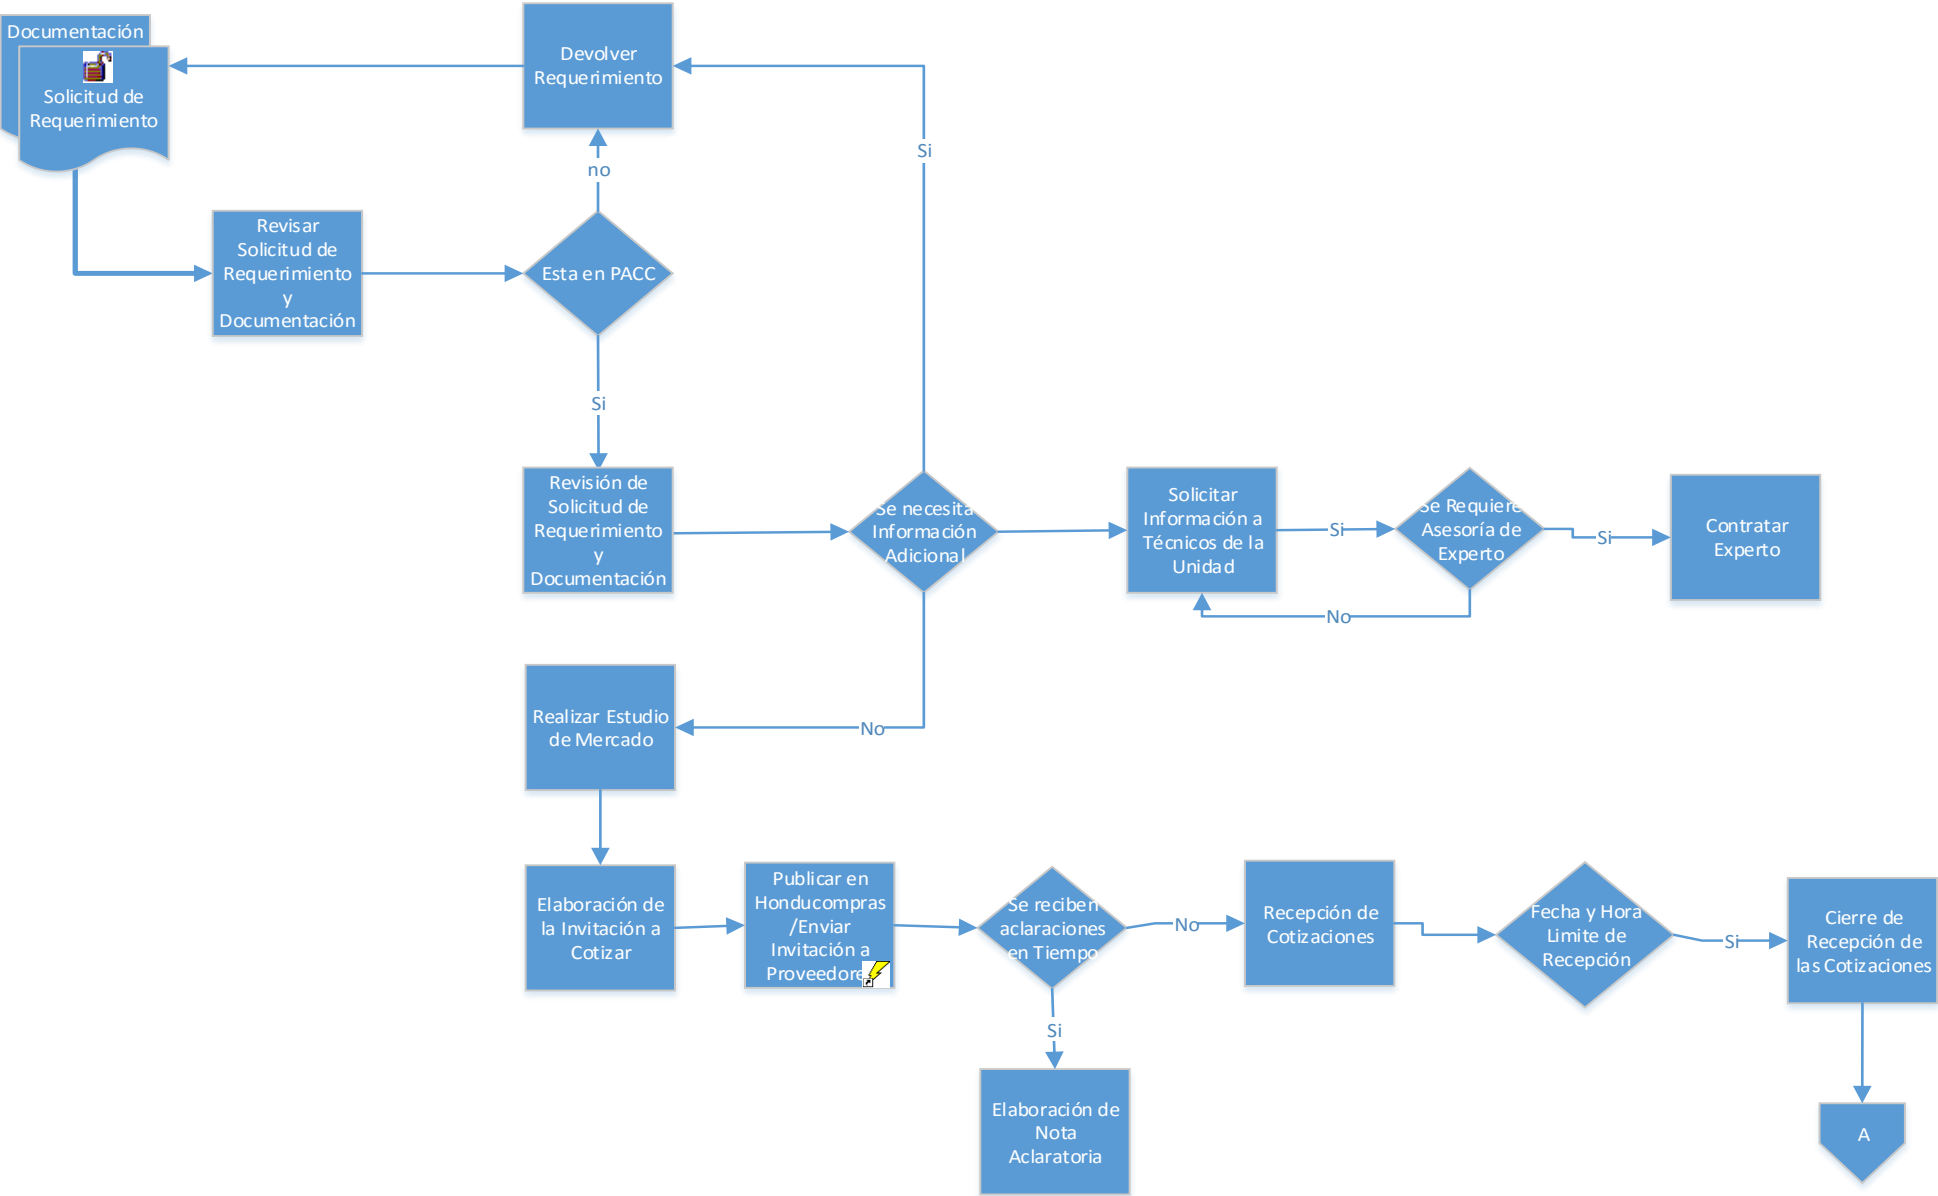 Documentación
Solicitud de
Requerimiento
Devolver
Requerimiento
Si
no
Revisar
Solicitud de
Requerimiento
y
Documentación
Esta en PACC
Si
Revisión de
Solicitud de
Requerimiento
y
Documentación
Se necesita
Información
Adicional
Solicitar
Información a
Técnicos de la
Unidad
Si
Se Requiere
Asesoría de
Experto
Si
Contratar
Experto
No
Realizar Estudio
de Mercado
No
Elaboración de
la Invitación a
Cotizar
Publicar en
Honducompras
/Enviar
Invitación a
Proveedore
Se reciben
aclaraciones
en Tiempo
No
Recepción de
Cotizaciones
Fecha y Hora
Limite de
Recepción
Si
Cierre de
Recepción de
las Cotizaciones
Si
Elaboración de
Nota
Aclaratoria
A